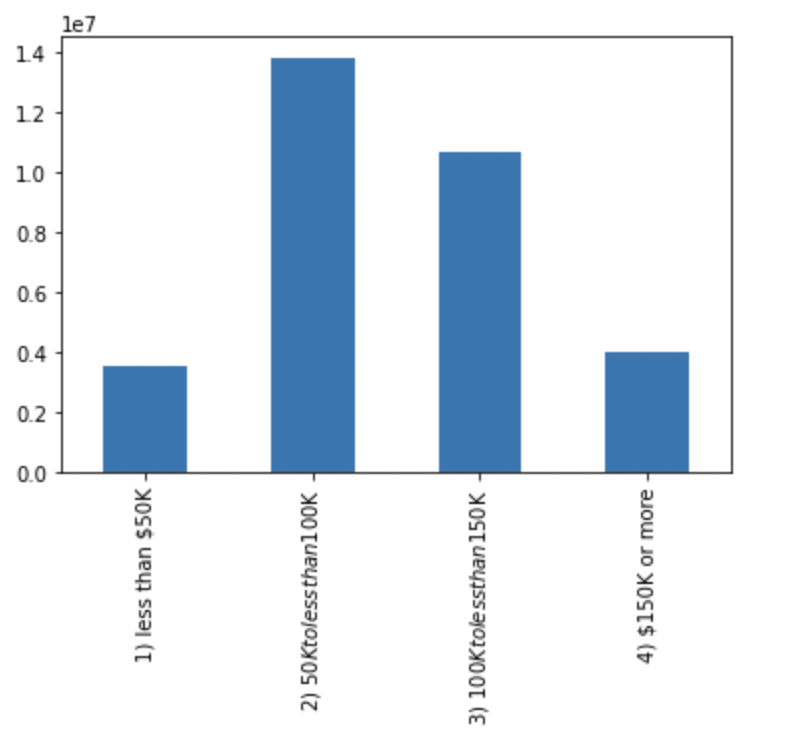 1e7
1.4
1.2
1.0
0.8
0.6
0.4
0.2
0.0
1) less than $50K
2) 50Ktolessthan100K
3) 100Ktolessthan150K
4) $150K or more